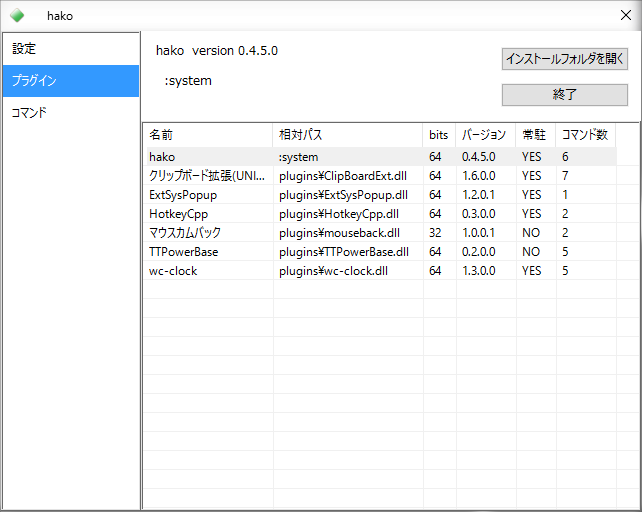 hako
設定
プラグイン
コマンド
hako version 0.4.5.0
:system
インストールフォルダを開く
終了
名前 相対パス bits バージョン 常駐 コマンド数
hako :system 64 0.4.5.0 YES 6
クリップボード拡張(UNI... plugins¥ClipBoardExt.dll 64 1.6.0.0 YES 7
ExtSysPopup plugins¥ExtSysPopup.dll 64 1.2.0.1 YES 1
HotkeyCpp plugins¥HotkeyCpp.dll 64 0.3.0.0 YES 2
マウスカムバック plugins¥mouseback.dll 32 1.0.0.1 NO 2
TTPowerBase plugins¥TTPowerBase.dll 64 0.2.0.0 NO 5
wc-clock plugins¥wc-clock.dll 64 1.3.0.0 YES 5